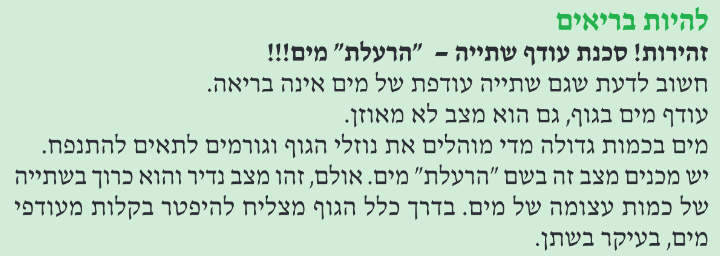 להיות בריאים
זהירות! סכנת עודף שתייה – "הרעלת" מים!!!
חשוב לדעת שגם שתייה עודפת של מים אינה בריאה.
עודף מים בגוף, גם הוא מצב לא מאוזן.
מים בכמות גדולה מדי מוהלים את נוזלי הגוף וגורמים לתאים להתנפח.
יש מכנים מצב זה בשם "הרעלת" מים. אולם, זהו מצב נדיר והוא כרוך בשתייה
של כמות עצומה של מים. בדרך כלל הגוף מצליח להיפטר בקלות מעודפי
מים, בעיקר בשתן.